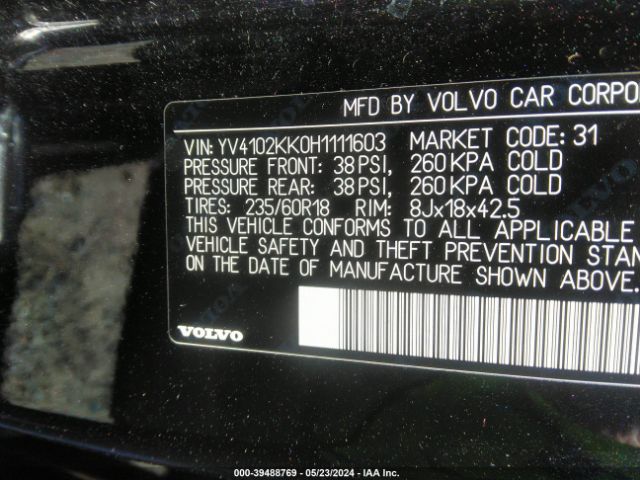 MFD BY VOLVO CAR CORPO
VIN: YV4102KK0H1111603 MARKET CODE: 31
PRESSURE FRONT: 38 PSI, 260 KPA COLD
PRESSURE REAR: 38 PSI, 260 KPA COLD
TIRES: 235/60R18 RIM: 8Jx18x42.5
THIS VEHICLE CONFORMS TO ALL APPLICABLE
VEHICLE SAFETY AND THEFT PREVENTION STAN
ON THE DATE OF MANUFACTURE SHOWN ABOVE.
VOLVO
000-39488769 - 05/23/2024 - IAA Inc.